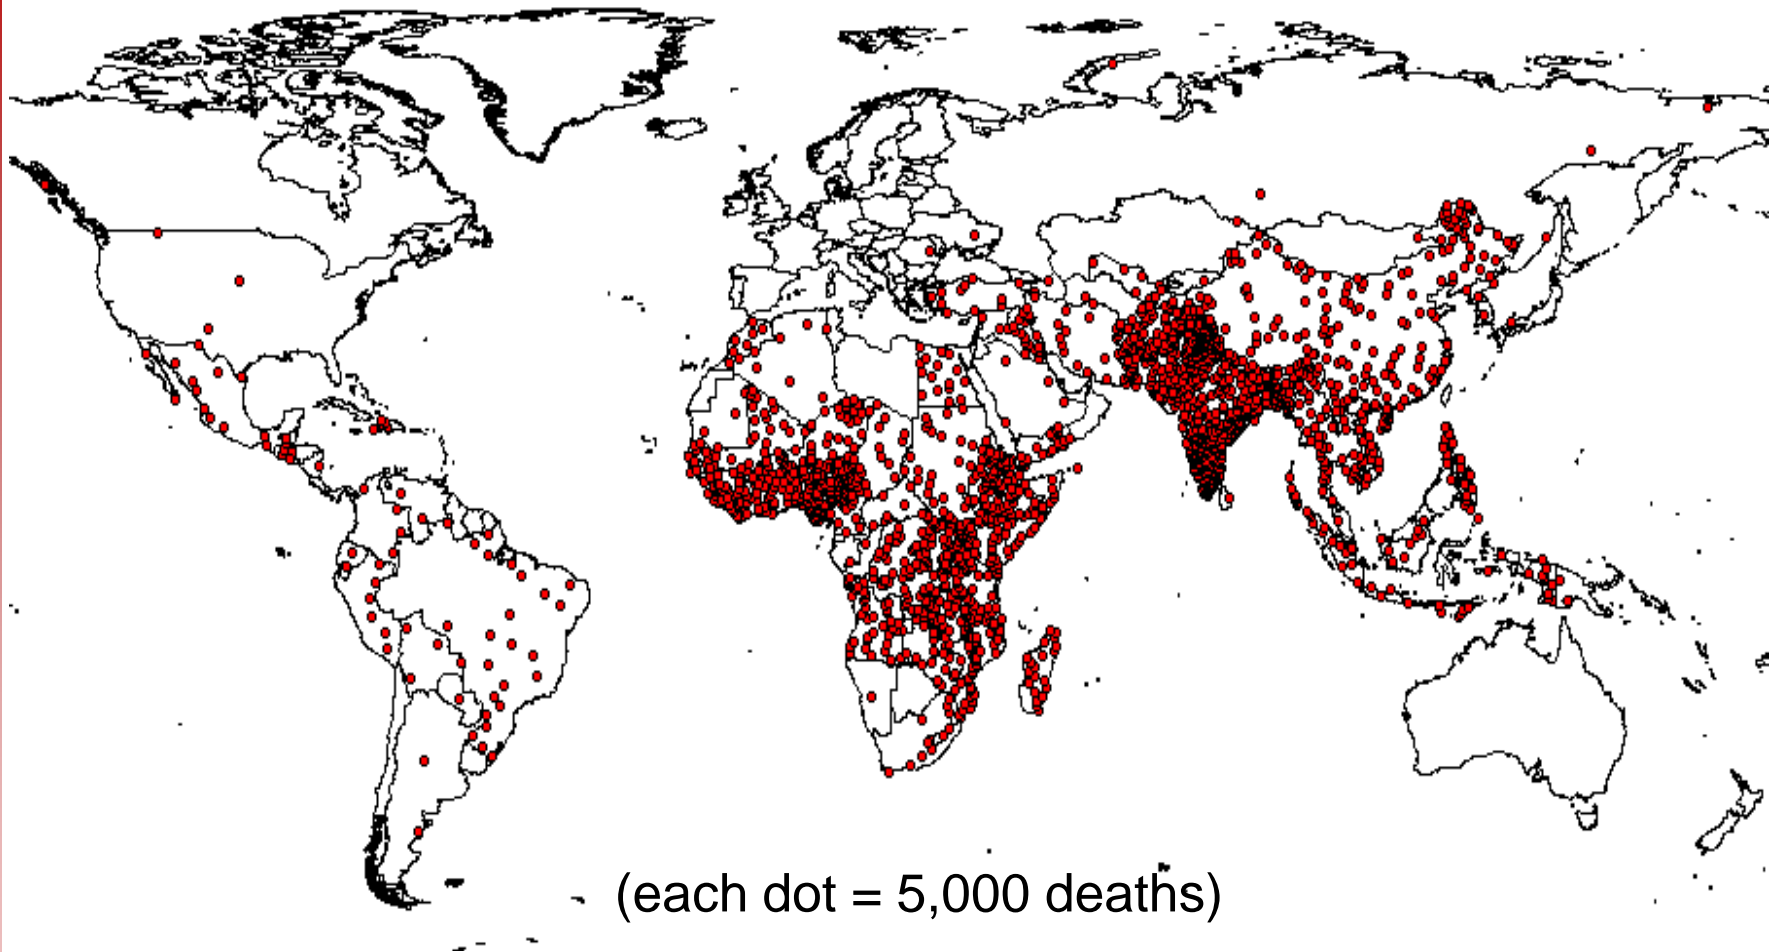 (each dot = 5,000 deaths)